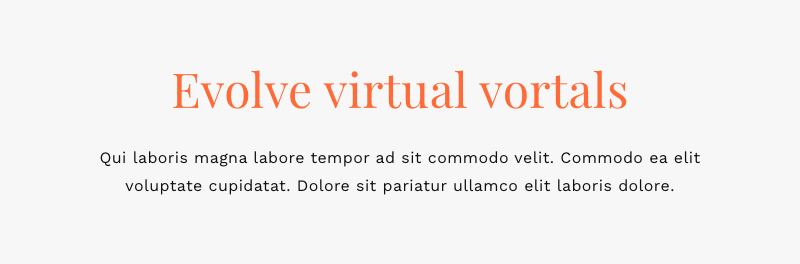 Evolve virtual vortals
Qui laboris magna labore tempor ad sit commodo velit. Commodo ea elit
voluptate cupidatat. Dolore sit pariatur ullamco elit laboris dolore.